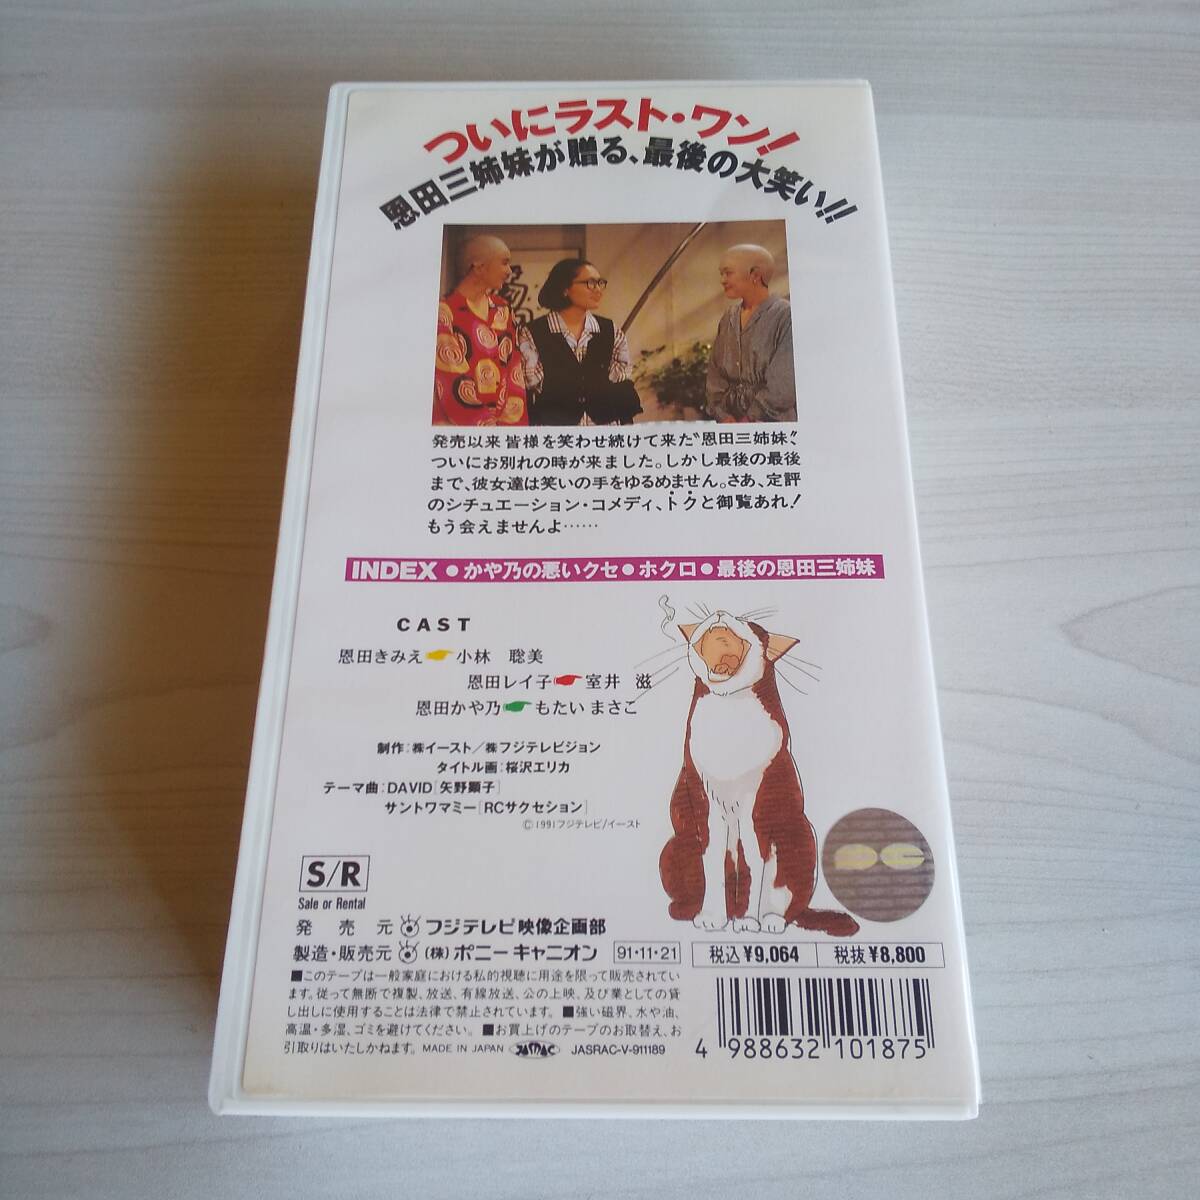 ついにラスト・ワン!
恩田三姉妹が贈る、最後の大笑い!!
発売以来 皆様を笑わせ続けて来た〝恩田三姉妹〟、
ついにお別れの時が来ました。しかし最後の最後
まで、彼女達は笑いの手をゆるめません。さあ、定評
のシチュエーション・コメディ、トクと御覧あれ!
もう会えませんよ……
INDEX ●かや乃の悪いクセ●ホクロ●最後の恩田三姉妹
CAST
恩田きみえ 小林 聡美
恩田レイ子 室井 滋
恩田かや乃 もたい まさこ
制作:㈱イースト/㈱フジテレビジョン
タイトル画:桜沢エリカ
テーマ曲:DAVID[矢野顕子]
サントワマミー[RCサクセション]
©1991フジテレビ/イースト
S/R
Sale or Rental
発売元 フジテレビ映像企画部
製造・販売元 (株)ポニーキャニオン 91・11・21 税込¥9,064 税抜¥8,800
■このテープは一般家庭における私的視聴に用途を限って販売されてい
ます。従って無断で複製、放送、有線放送、公の上映、及び業としての貸
し出しに使用することは法律で禁止されています。■強い磁界、水や油、
高温・多湿、ゴミを避けてください。■お買上げのテープのお取替え、お
引取りはいたしかねます。 MADE IN JAPAN JASRAC JASRAC-V-911189
4 988632 101875